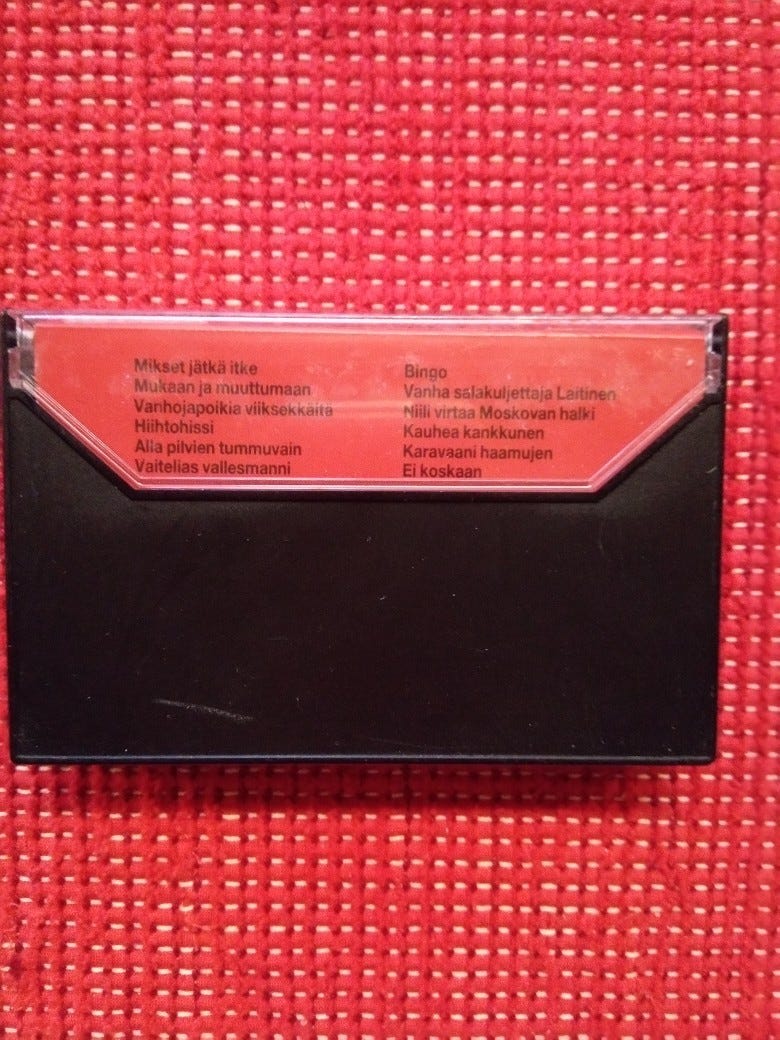 Mikset jätkä itke
Mukaan ja muuttumaan
Vanhojapoikia viiksekkäitä
Hiihtohissi
Alla pilvien tummuvain
Vaitelias vallesmanni
Bingo
Vanha salakuljettaja Laitinen
Niili virtaa Moskovan halki
Kauhea kankkunen
Karavaani haamujen
Ei koskaan